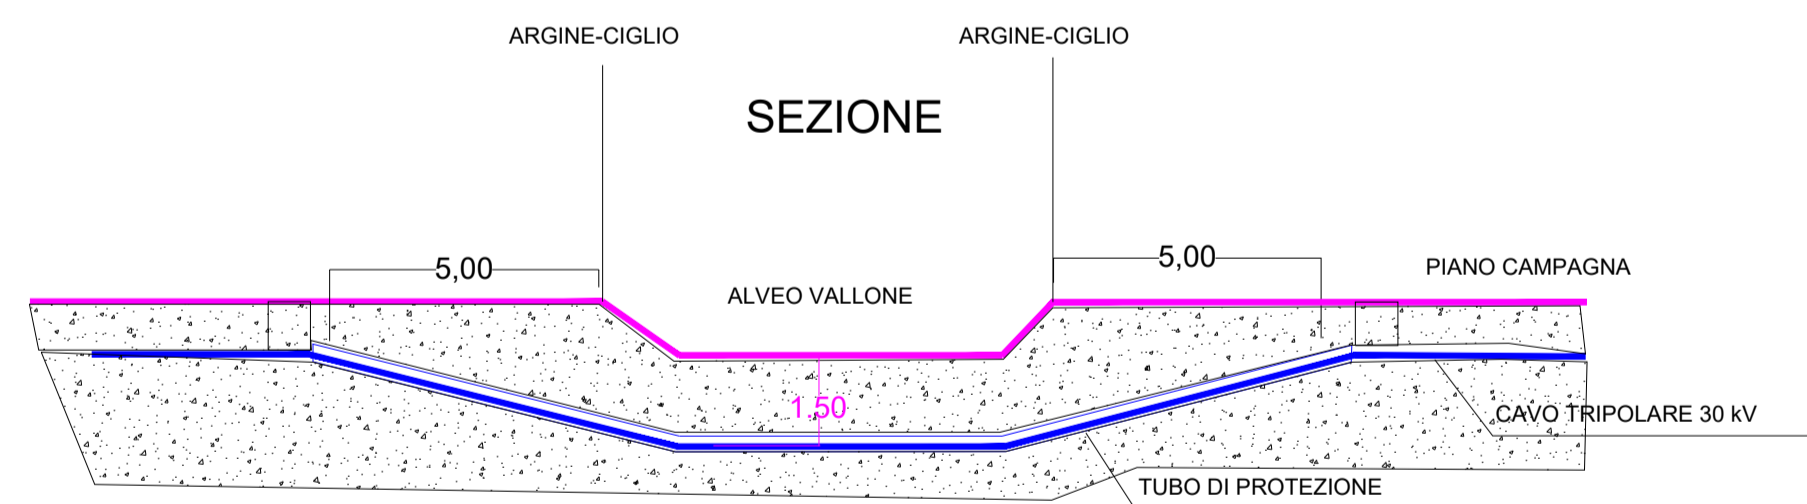 ARGINE-CIGLIO
ARGINE-CIGLIO
SEZIONE
5,00
5,00
PIANO CAMPAGNA
ALVEO VALLONE
1.50
CAVO TRIPOLARE 30 kV
TUBO DI PROTEZIONE